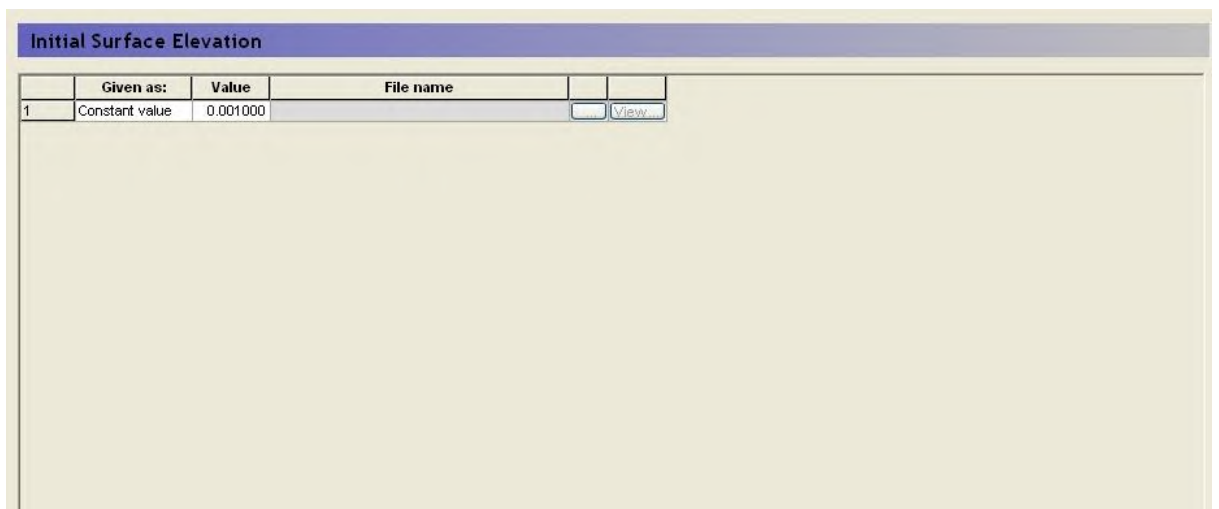 Initial Surface Elevation
Given as: Value File name
1 Constant value 0.001000 ... View...